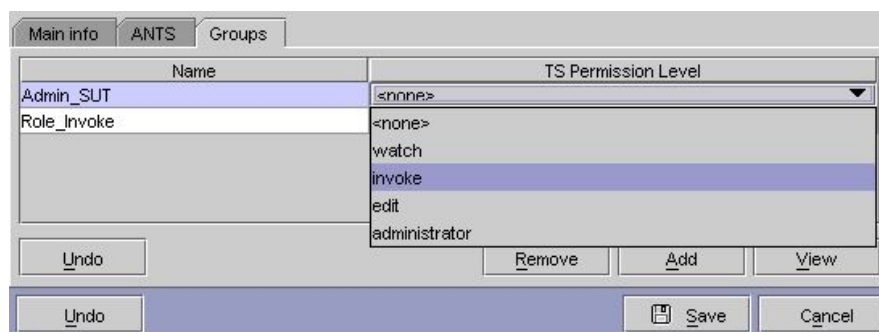 Main info ANTS Groups
Name TS Permission Level
Admin_SUT <none>
Role_Invoke <none>
watch
invoke
edit
administrator
Undo Remove Add View
Undo Save Cancel